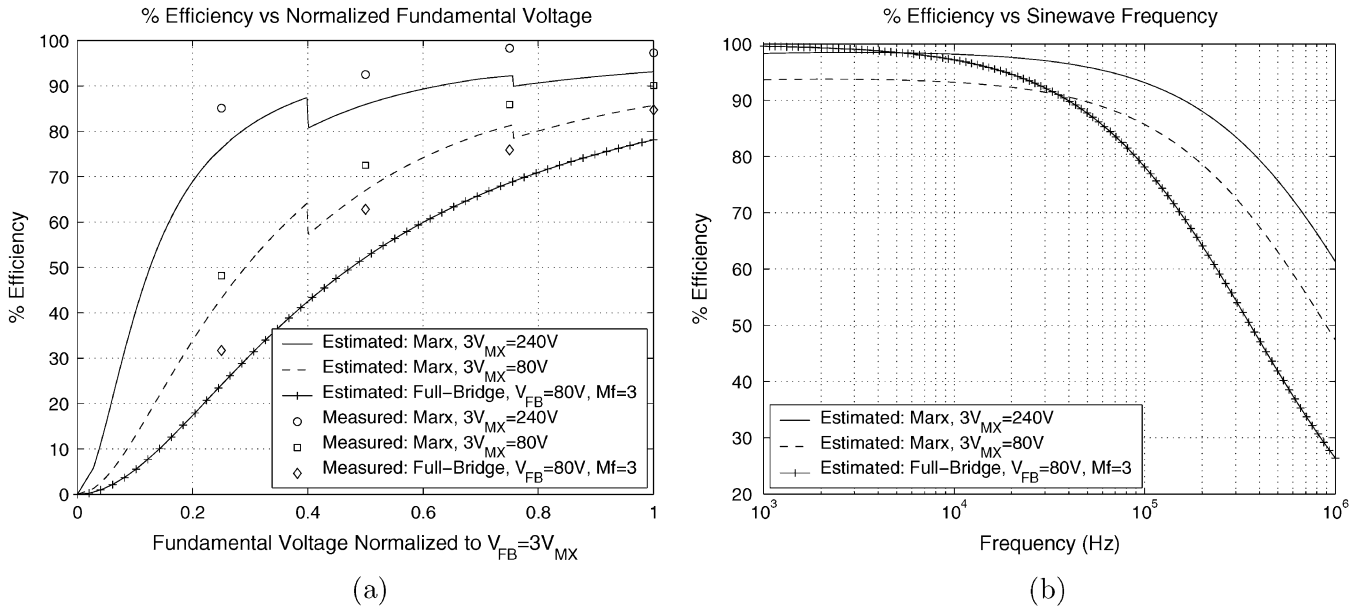 % Efficiency vs Normalized Fundamental Voltage
100
90
80
70
60
50
40
30
20
10
0
% Efficiency
Estimated: Marx, 3V_MX=240V
Estimated: Marx, 3V_MX=80V
Estimated: Full−Bridge, V_FB=80V, Mf=3
Measured: Marx, 3V_MX=240V
Measured: Marx, 3V_MX=80V
Measured: Full−Bridge, V_FB=80V, Mf=3
0 0.2 0.4 0.6 0.8 1
Fundamental Voltage Normalized to V_FB=3V_MX
(a)
% Efficiency vs Sinewave Frequency
100
90
80
70
60
50
40
30
20
% Efficiency
Estimated: Marx, 3V_MX=240V
Estimated: Marx, 3V_MX=80V
Estimated: Full−Bridge, V_FB=80V, Mf=3
10^3 10^4 10^5 10^6
Frequency (Hz)
(b)